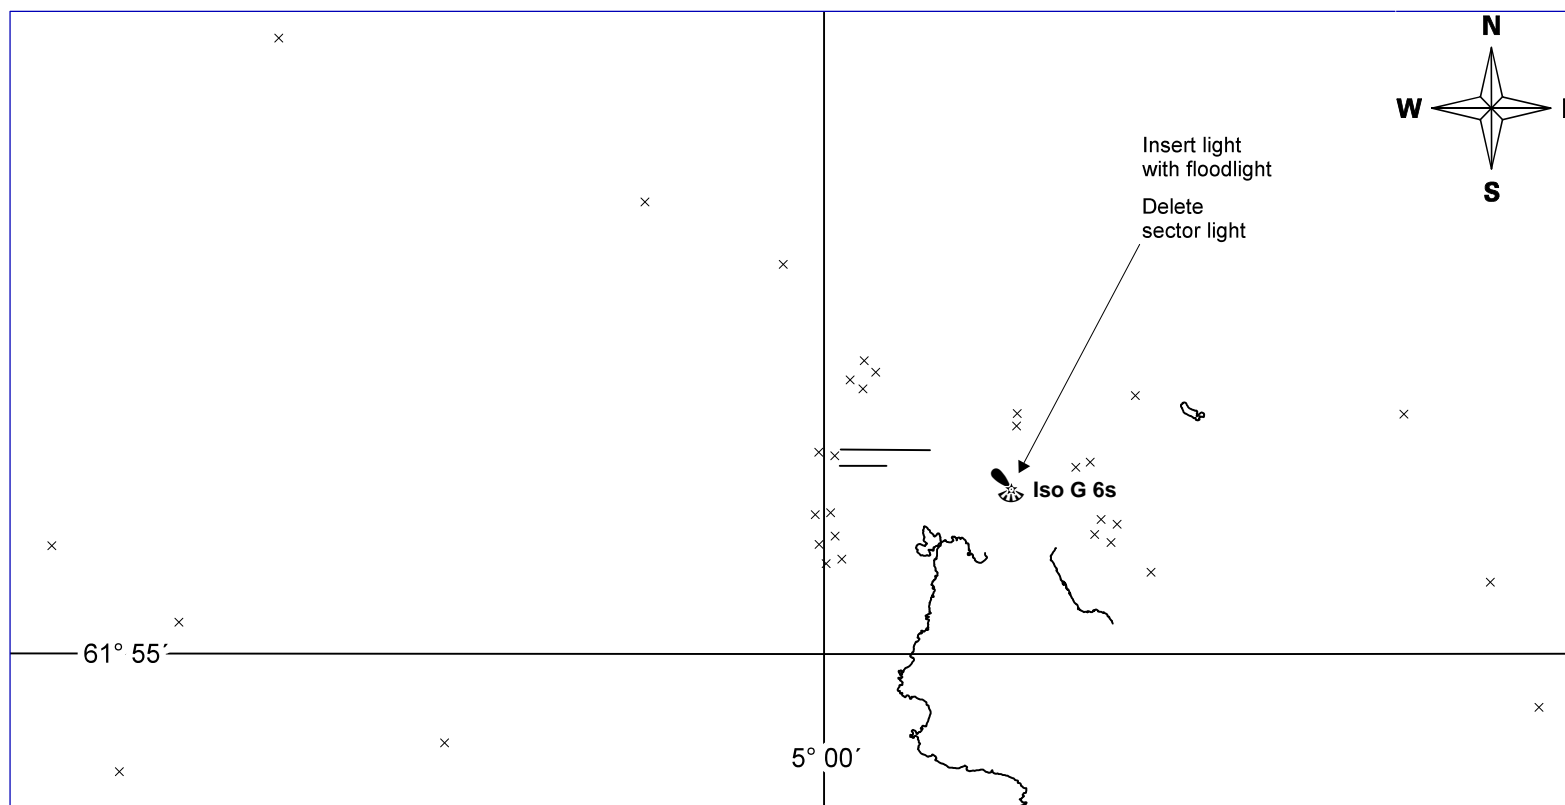 N
W
S
Insert light
with floodlight
Delete
sector light
Iso G 6s
61° 55′
5° 00′